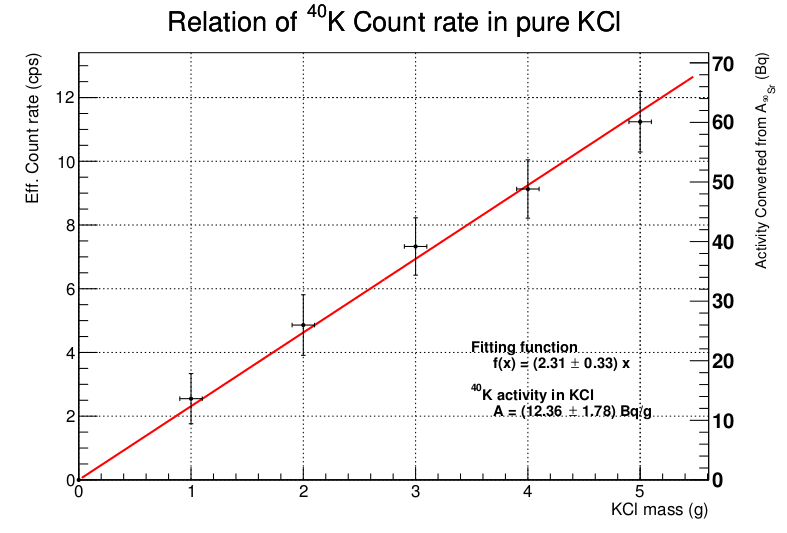 Relation of ⁴⁰K Count rate in pure KCl
Eff. Count rate (cps)
12
10
8
6
4
2
0
70
60
50
40
30
20
10
0
Activity Converted from A⁹⁰Sr (Bq)
Fitting function
f(x) = (2.31 ± 0.33) x
⁴⁰K activity in KCl
A = (12.36 ± 1.78) Bq/g
0 1 2 3 4 5
KCl mass (g)